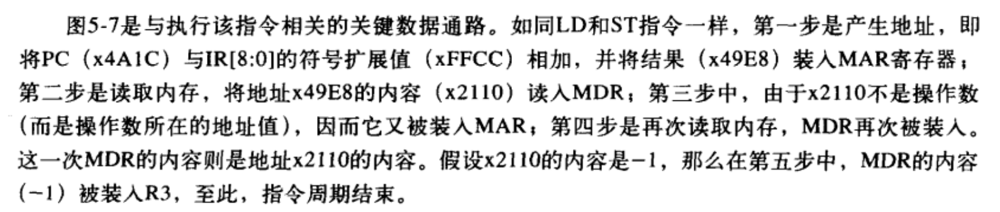 图5-7是与执行该指令相关的关键数据通路。如同LD和ST指令一样，第一步是产生地址，即
将PC（x4A1C）与IR[8:0]的符号扩展值（xFFCC）相加，并将结果（x49E8）装入MAR寄存器；
第二步是读取内存，将地址x49E8的内容（x2110）读入MDR；第三步中，由于x2110不是操作数
（而是操作数所在的地址值），因而它又被装入MAR；第四步是再次读取内存，MDR再次被装入。
这一次MDR的内容则是地址x2110的内容。假设x2110的内容是−1，那么在第五步中，MDR的内容
（−1）被装入R3，至此，指令周期结束。